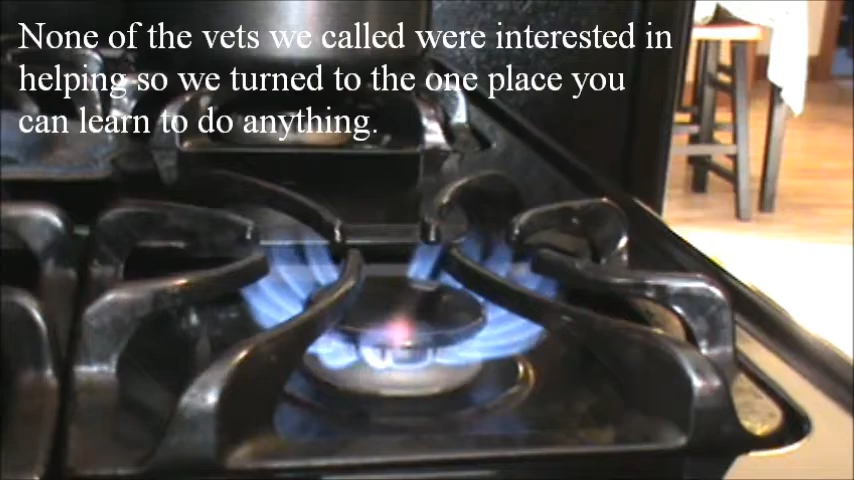 None of the vets we called were interested in
helping so we turned to the one place you
can learn to do anything.